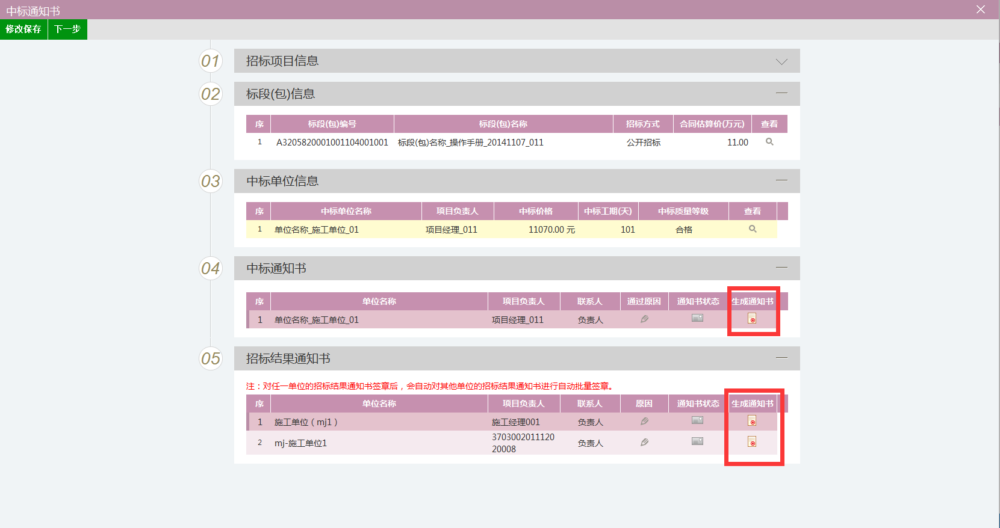 中标通知书
修改保存 下一步
01 招标项目信息
02 标段(包)信息
序 标段(包)编号 标段(包)名称 招标方式 合同估算价(万元) 查看
1 A3205820001001104001001 标段(包)名称_操作手册_20141107_011 公开招标 11.00
03 中标单位信息
序 中标单位名称 项目负责人 中标价格 中标工期(天) 中标质量等级 查看
1 单位名称_施工单位_01 项目经理_011 11070.00 元 101 合格
04 中标通知书
序 单位名称 项目负责人 联系人 通过原因 通知书状态 生成通知书
1 单位名称_施工单位_01 项目经理_011 负责人
05 招标结果通知书
注：对任一单位的招标结果通知书签章后，会自动对其他单位的招标结果通知书进行自动批量签章。
序 单位名称 项目负责人 联系人 原因 通知书状态 生成通知书
1 施工单位（mj1） 施工经理001 负责人
2 mj-施工单位1 3703002011120 负责人
20008